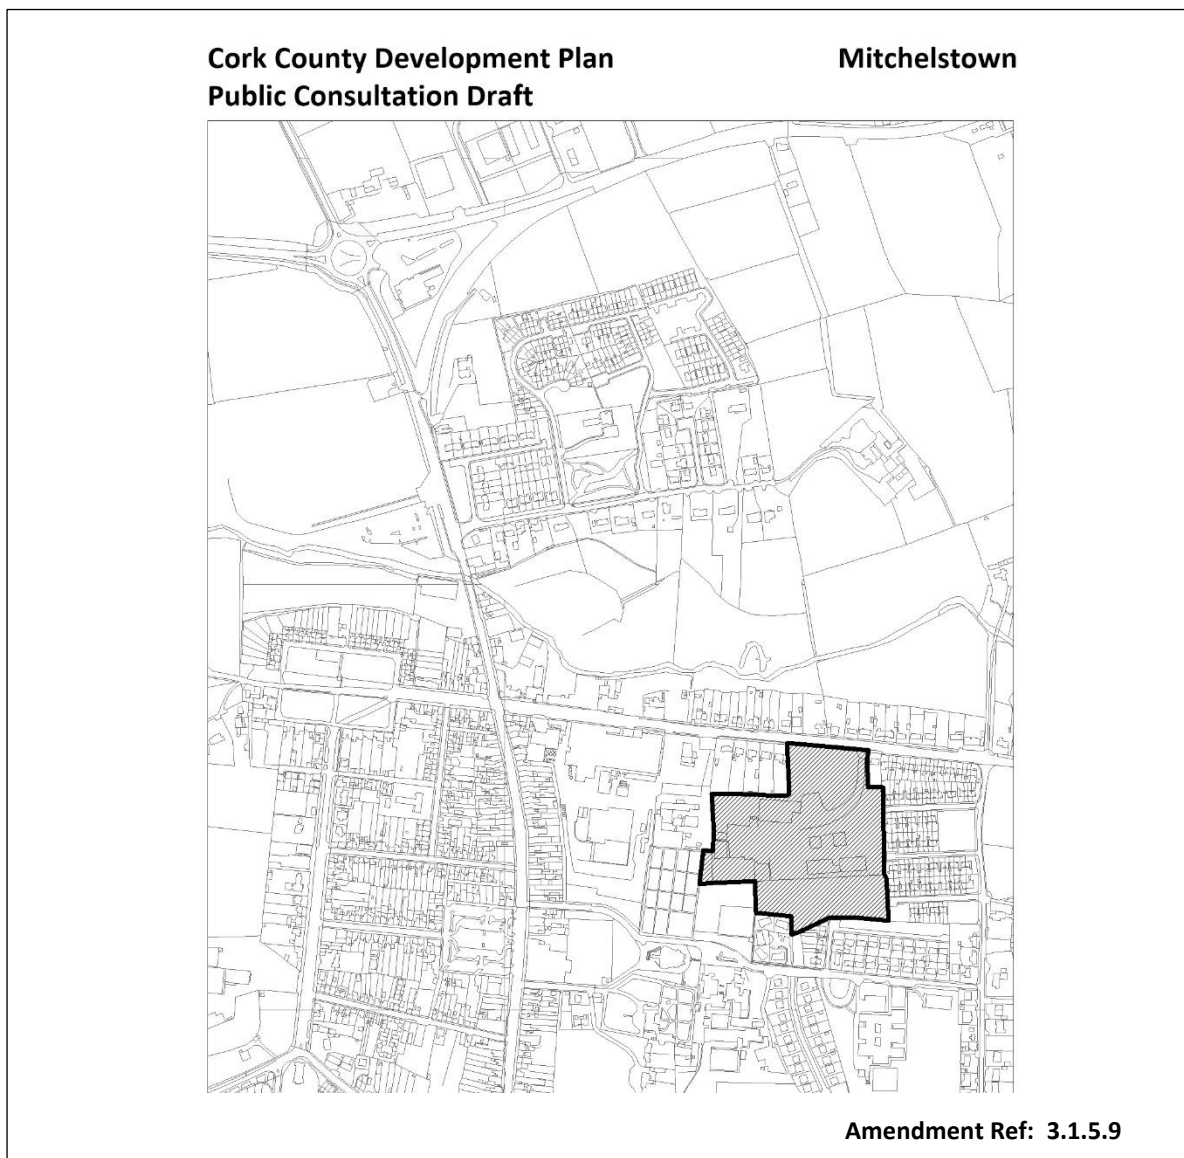 Cork County Development Plan Mitchelstown
Public Consultation Draft
Amendment Ref: 3.1.5.9